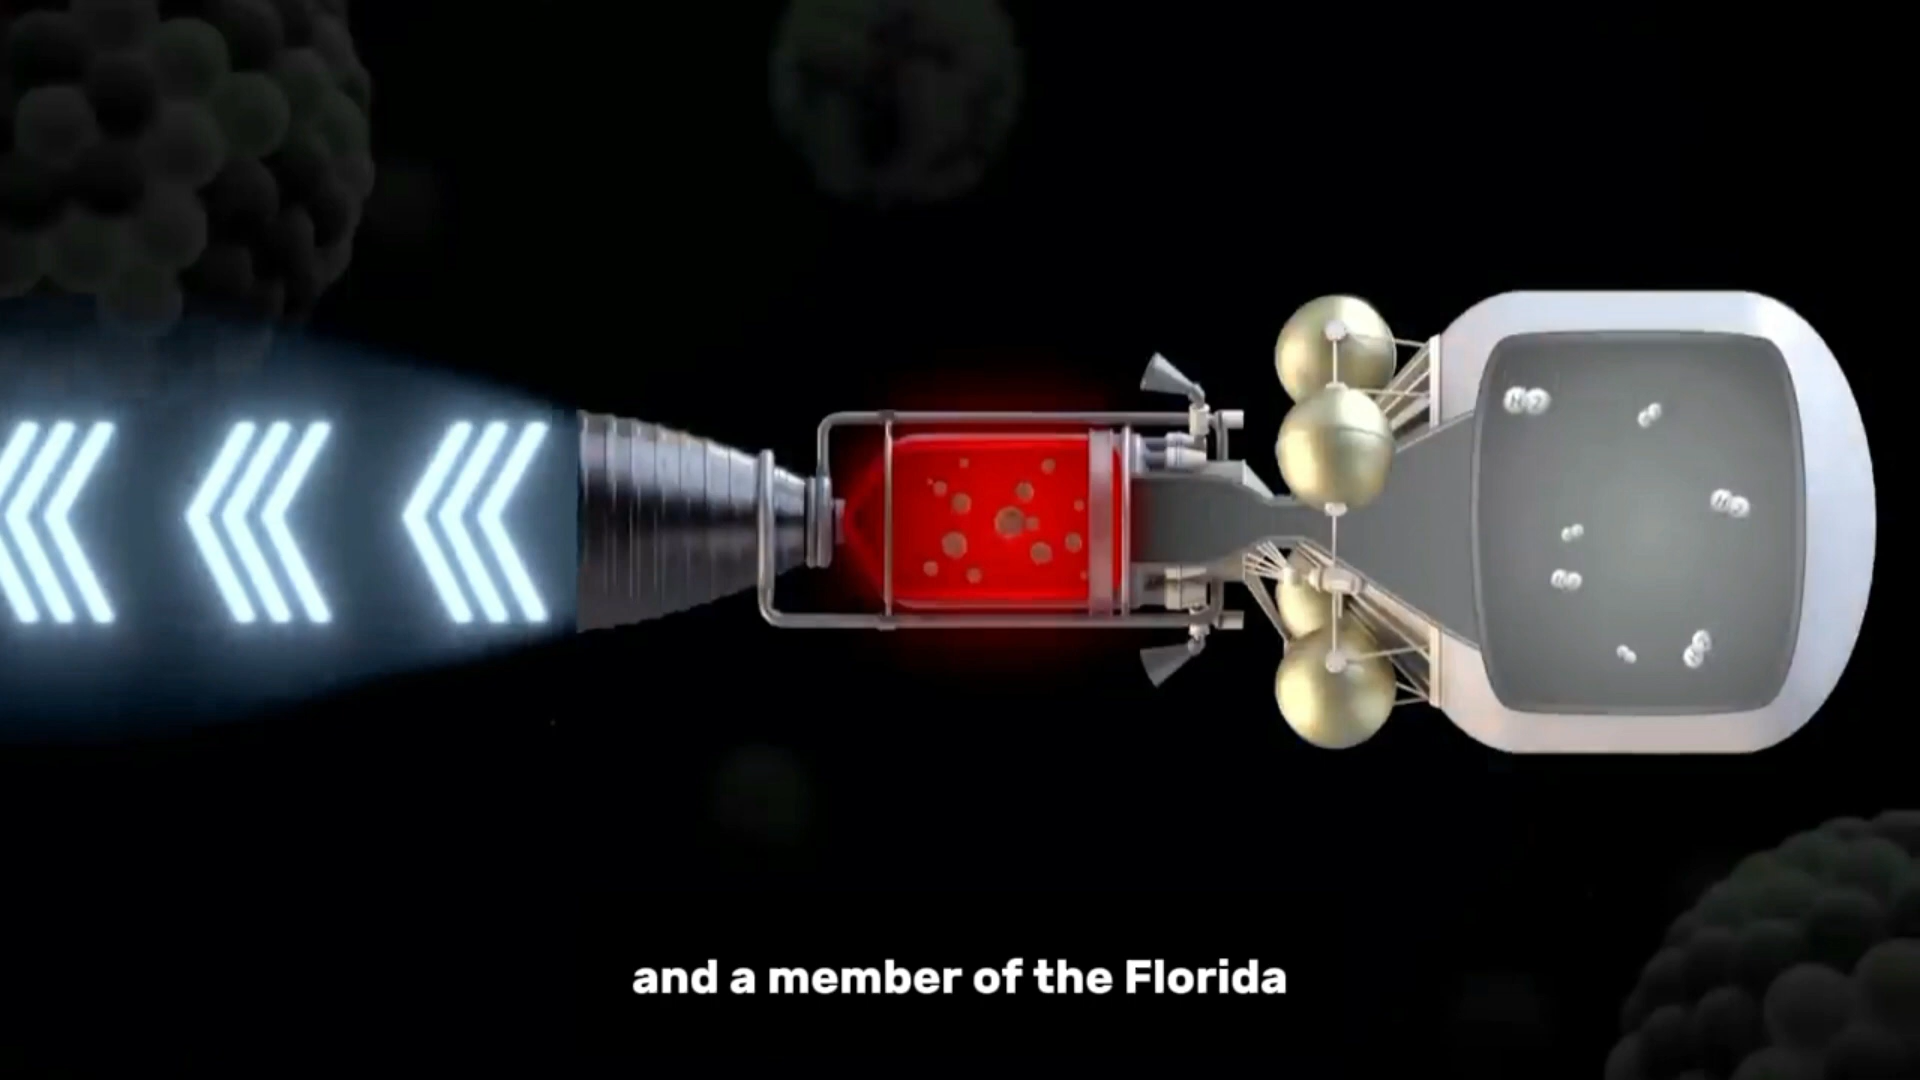 and a member of the Florida